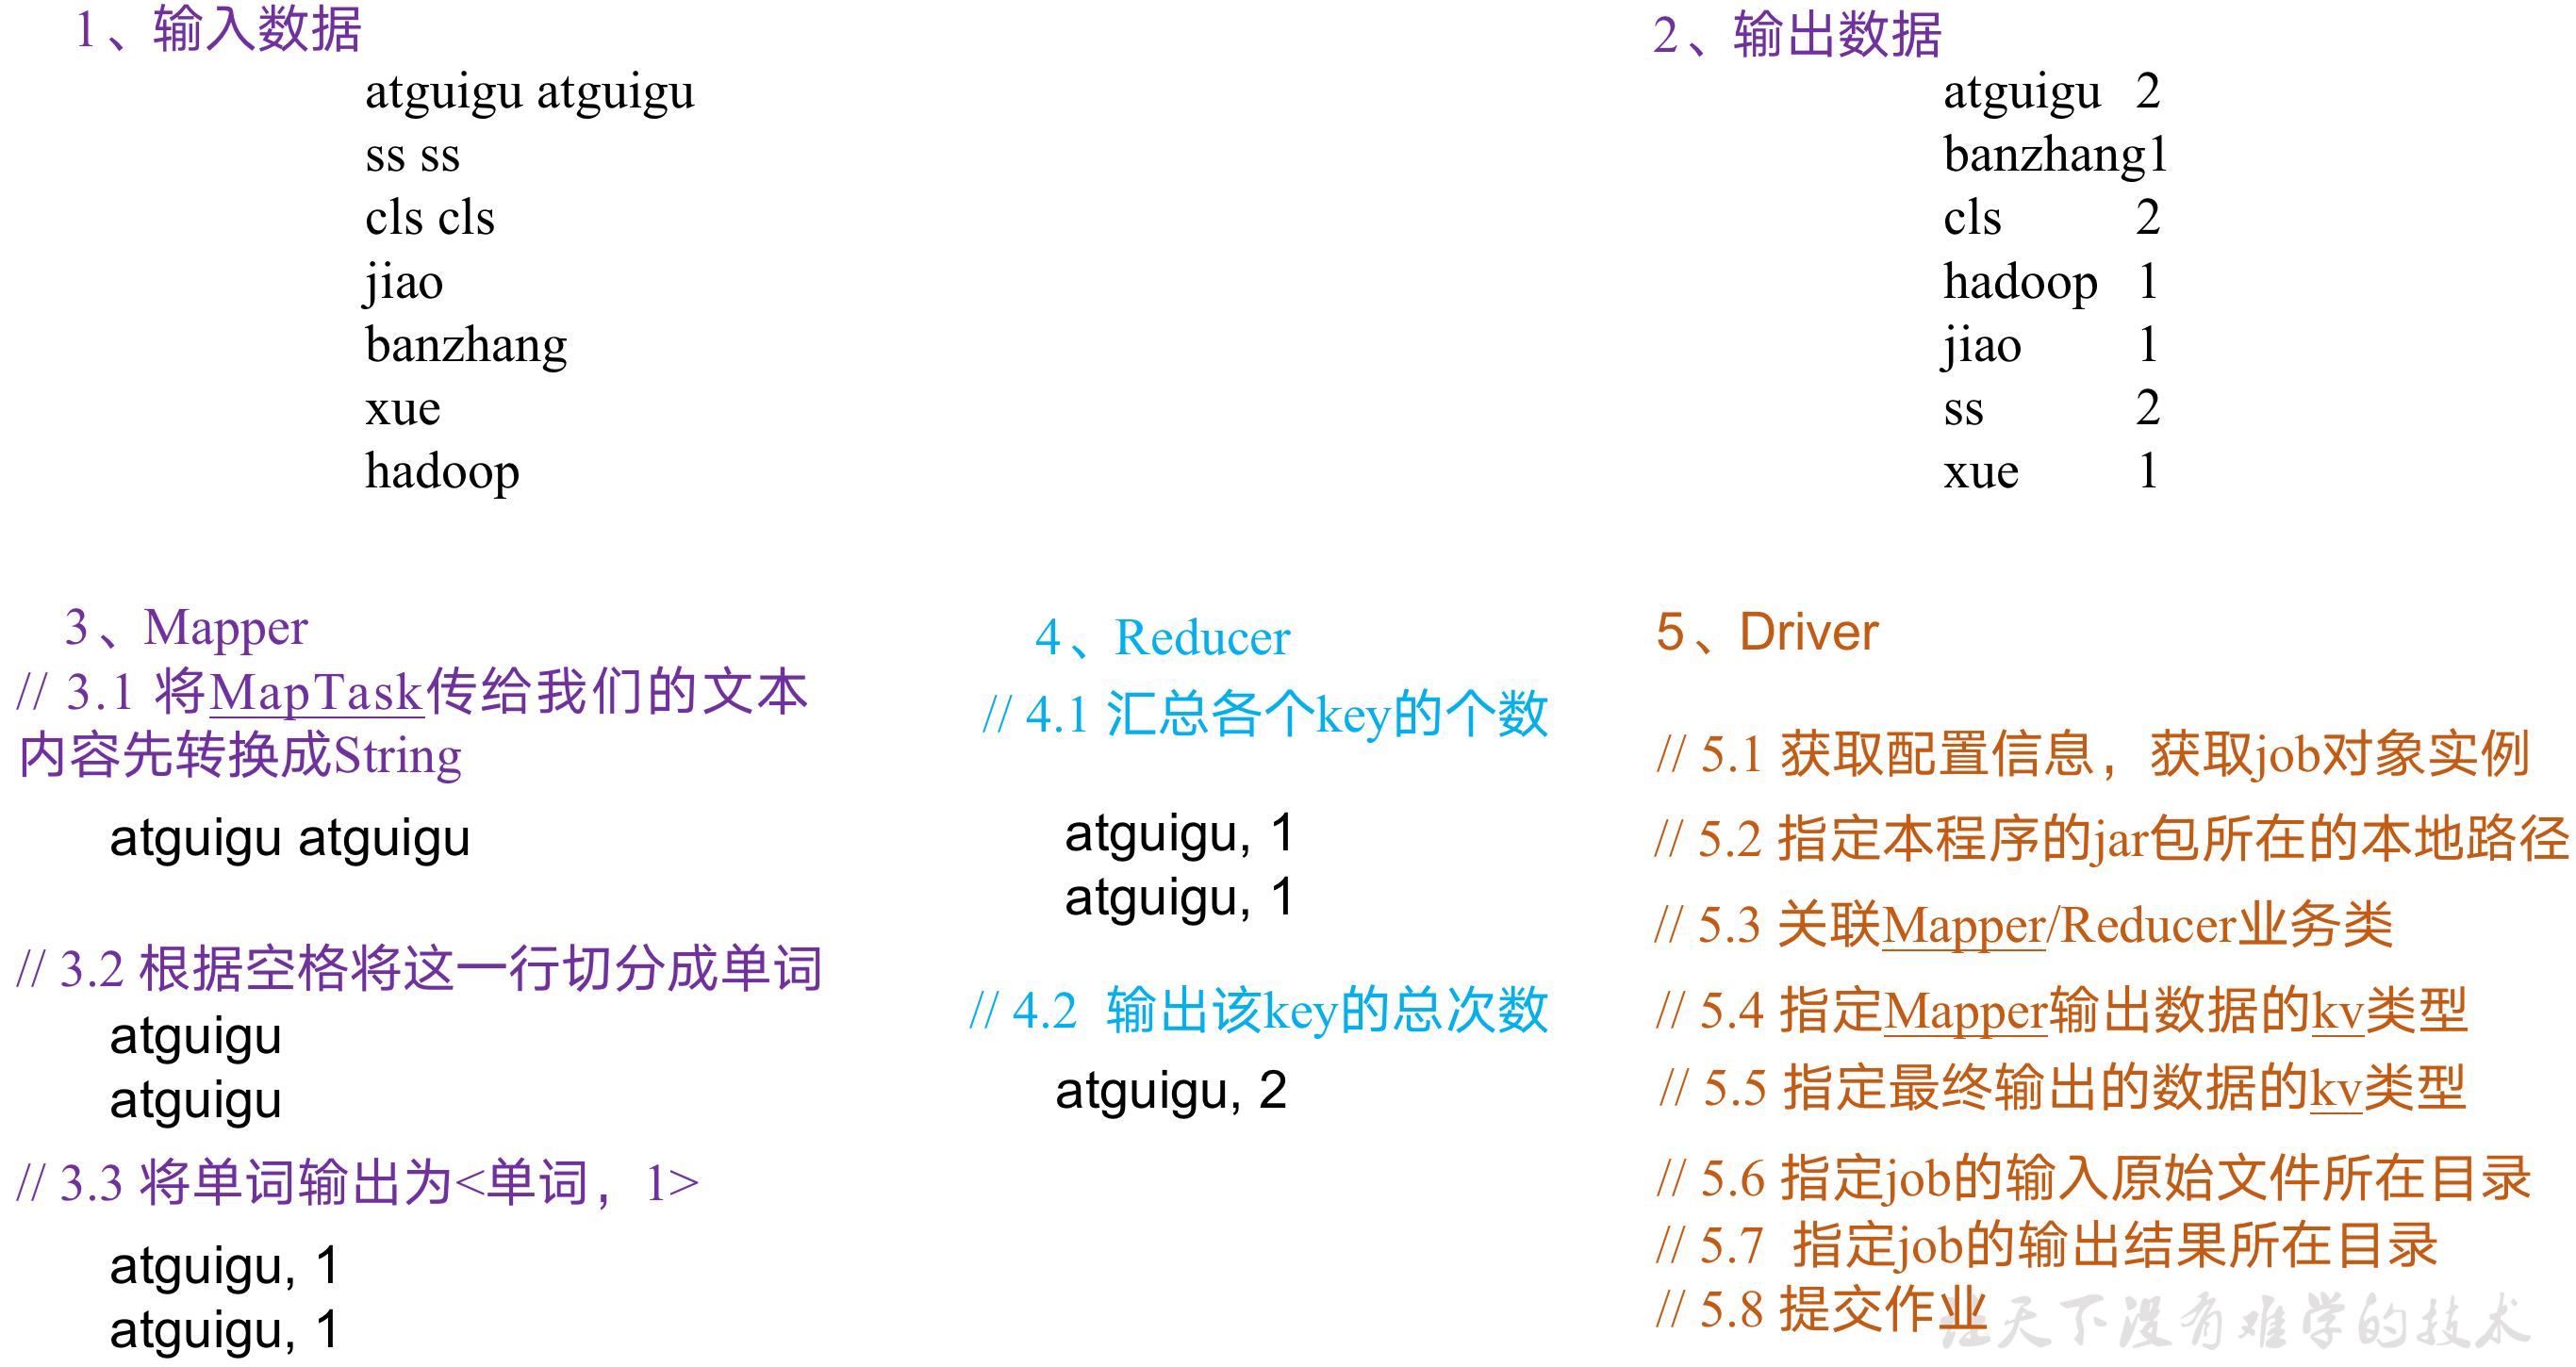 1、输入数据
atguigu atguigu
ss ss
cls cls
jiao
banzhang
xue
hadoop
2、输出数据
atguigu 2
banzhang1
cls 2
hadoop 1
jiao 1
ss 2
xue 1
3、Mapper
// 3.1 将MapTask传给我们的文本
内容先转换成String
atguigu atguigu
// 3.2 根据空格将这一行切分成单词
atguigu
atguigu
// 3.3 将单词输出为<单词，1>
atguigu, 1
atguigu, 1
4、Reducer
// 4.1 汇总各个key的个数
atguigu, 1
atguigu, 1
// 4.2 输出该key的总次数
atguigu, 2
5、Driver
// 5.1 获取配置信息，获取job对象实例
// 5.2 指定本程序的jar包所在的本地路径
// 5.3 关联Mapper/Reducer业务类
// 5.4 指定Mapper输出数据的kv类型
// 5.5 指定最终输出的数据的kv类型
// 5.6 指定job的输入原始文件所在目录
// 5.7 指定job的输出结果所在目录
// 5.8 提交作业
让天下没有难学的技术